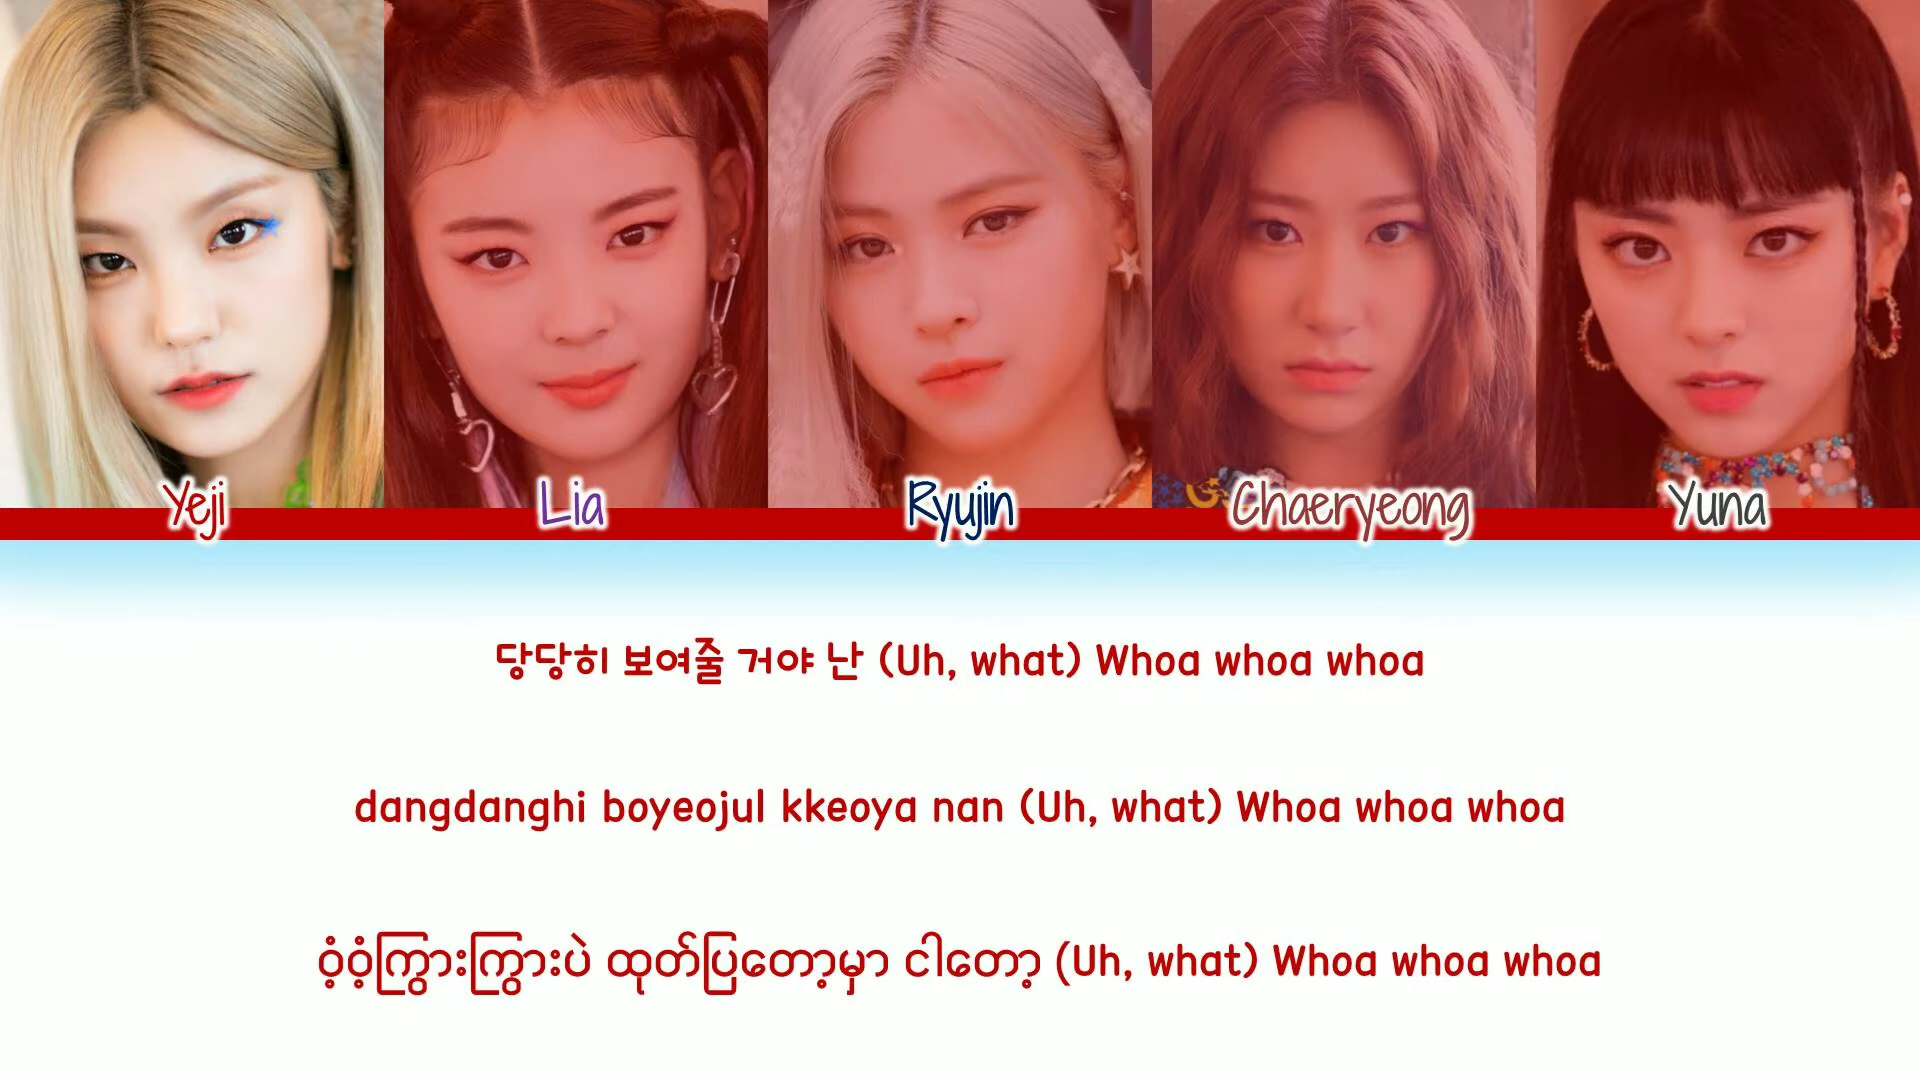 Yeji Lia Ryujin Chaeryeong Yuna
당당히 보여줄 거야 난 (Uh, what) Whoa whoa whoa
dangdanghi boyeojul kkeoya nan (Uh, what) Whoa whoa whoa
ဝံ့ဝံ့ကြွားကြွားပဲ ထုတ်ပြတော့မှာ ငါတော့ (Uh, what) Whoa whoa whoa